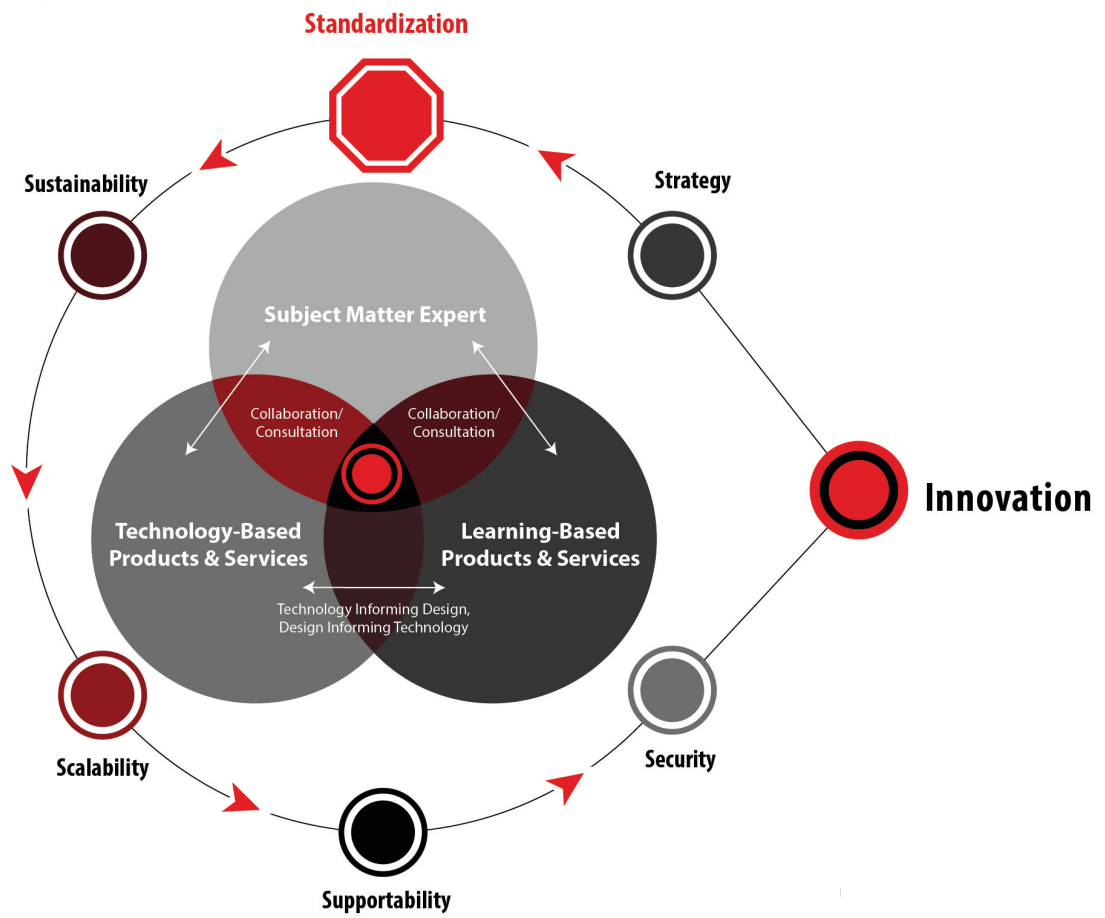 Standardization
Sustainability
Strategy
Subject Matter Expert
Collaboration/
Consultation
Collaboration/
Consultation
Innovation
Technology-Based
Products & Services
Learning-Based
Products & Services
Technology Informing Design,
Design Informing Technology
Scalability
Security
Supportability